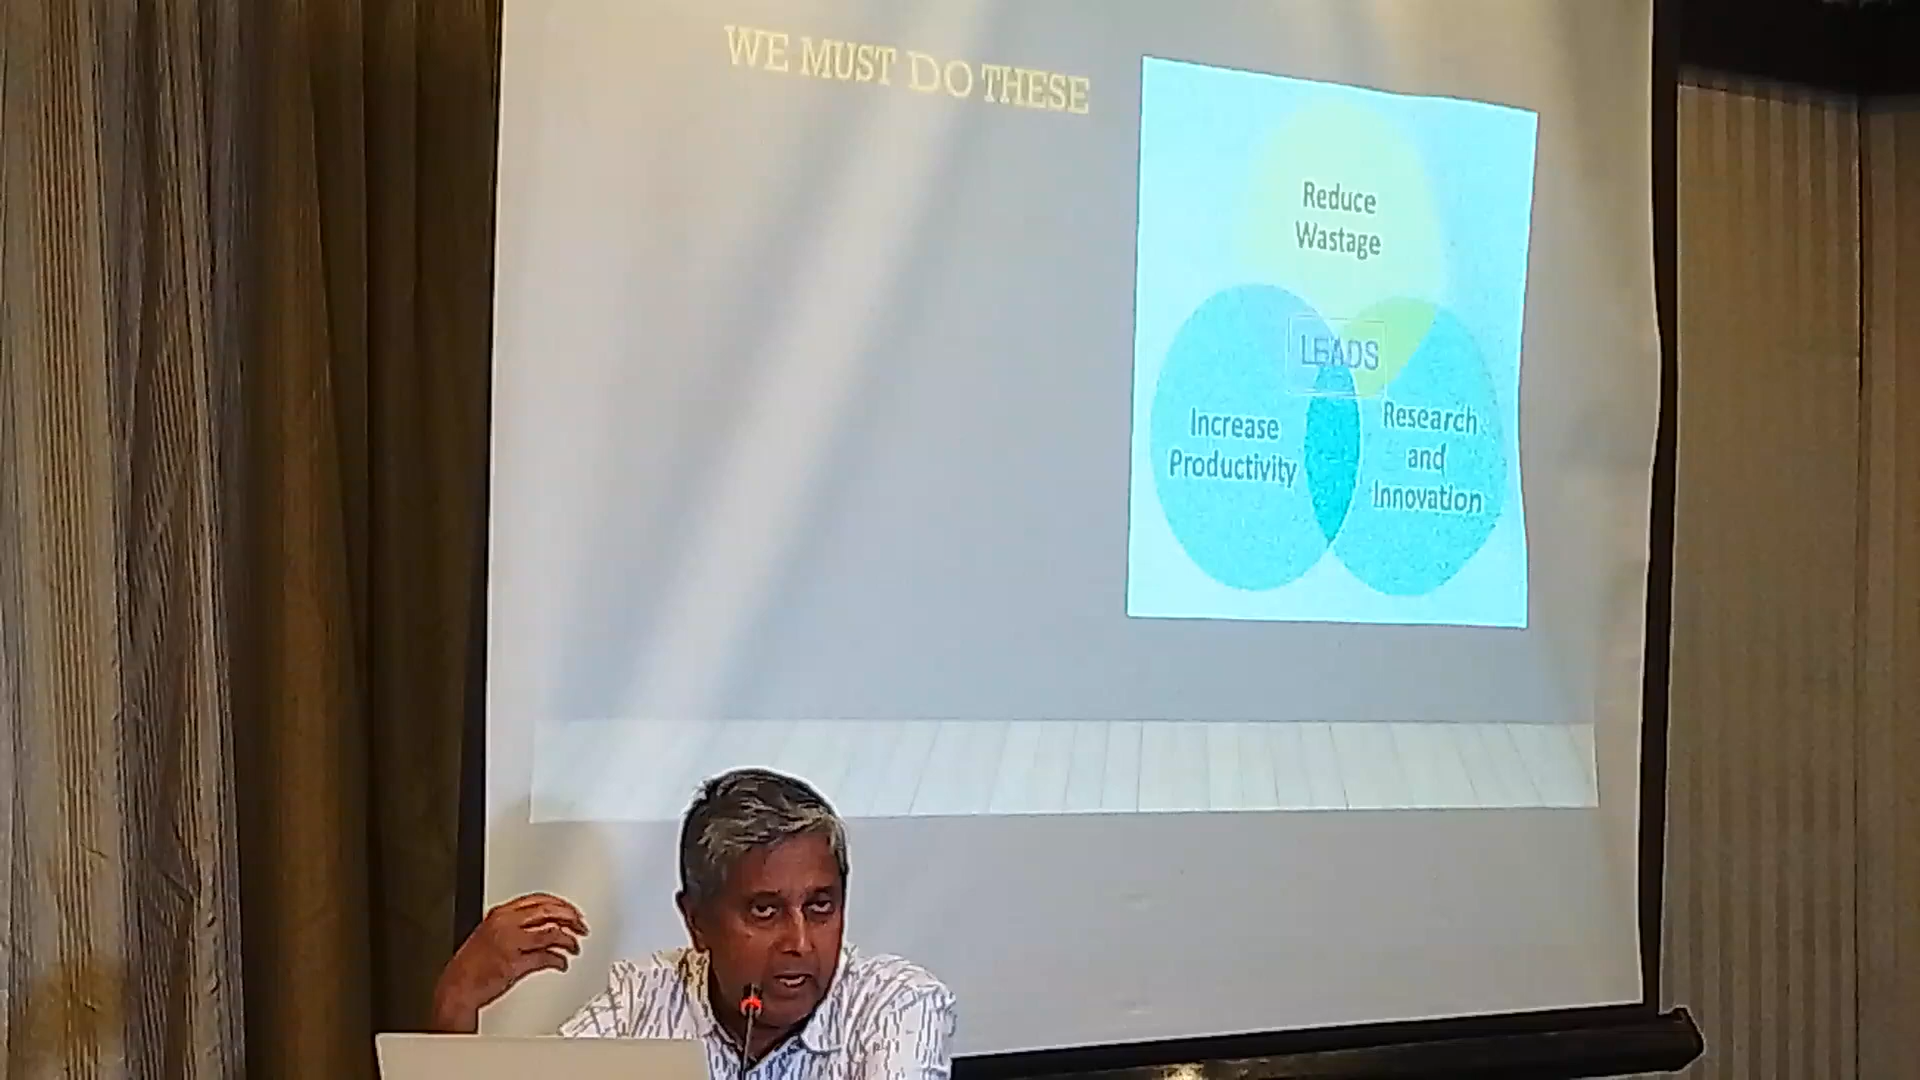 WE MUST DO THESE
Reduce
Wastage
LEADS
Increase
Productivity
Research
and
Innovation